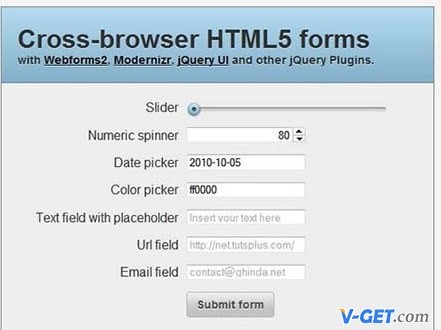 Cross-browser HTML5 forms
with Webforms2, Modernizr, jQuery UI and other jQuery Plugins.
Slider
Numeric spinner 80
Date picker 2010-10-05
Color picker ff0000
Text field with placeholder Insert your text here
Url field http://net.tutsplus.com/
Email field contact@qhinda.net
Submit form
V-GET.com